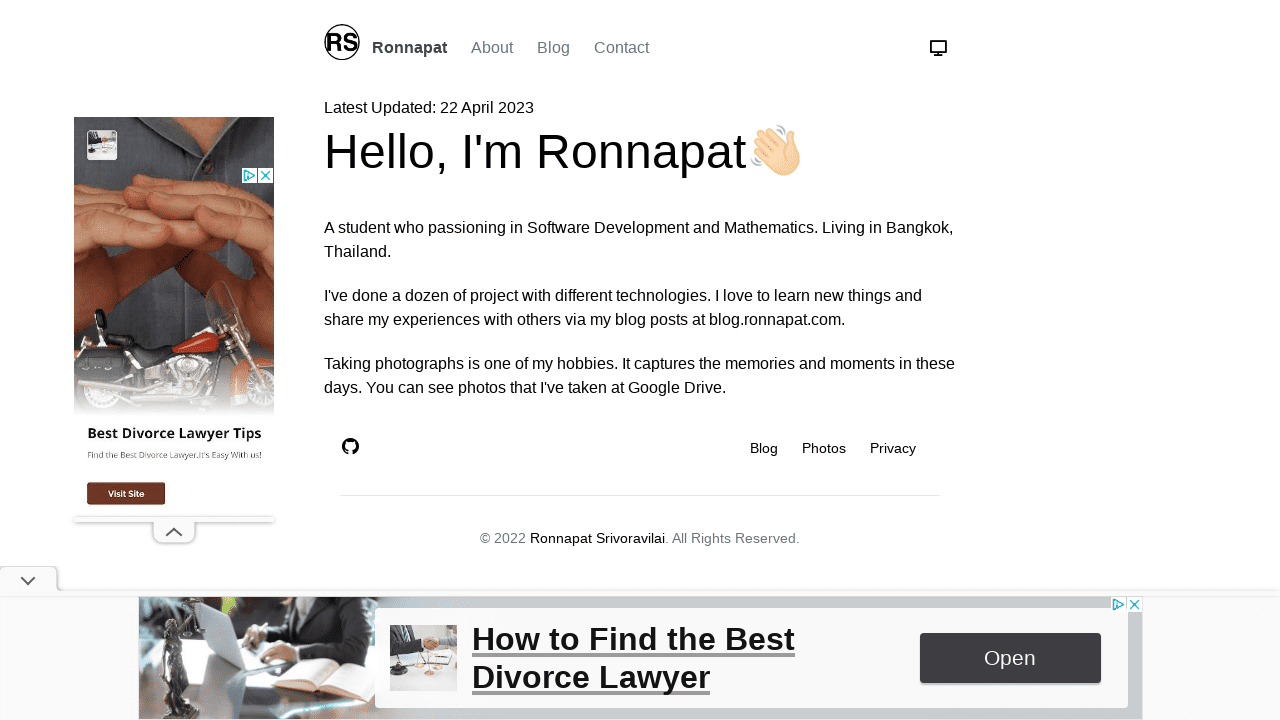 RS
Ronnapat About Blog Contact
Latest Updated: 22 April 2023
Hello, I'm Ronnapat👋🏻
A student who passioning in Software Development and Mathematics. Living in Bangkok,
Thailand.
I've done a dozen of project with different technologies. I love to learn new things and
share my experiences with others via my blog posts at blog.ronnapat.com.
Taking photographs is one of my hobbies. It captures the memories and moments in these
days. You can see photos that I've taken at Google Drive.
Blog Photos Privacy
© 2022 Ronnapat Srivoravilai. All Rights Reserved.
Best Divorce Lawyer Tips
Find the Best Divorce Lawyer.It's Easy With us!
Visit Site
How to Find the Best
Divorce Lawyer
Open